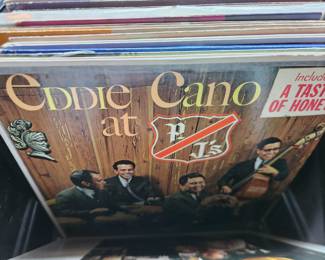 EDDIE Cano
at
P.
J.'s
Includ
A TAST
OF HONE